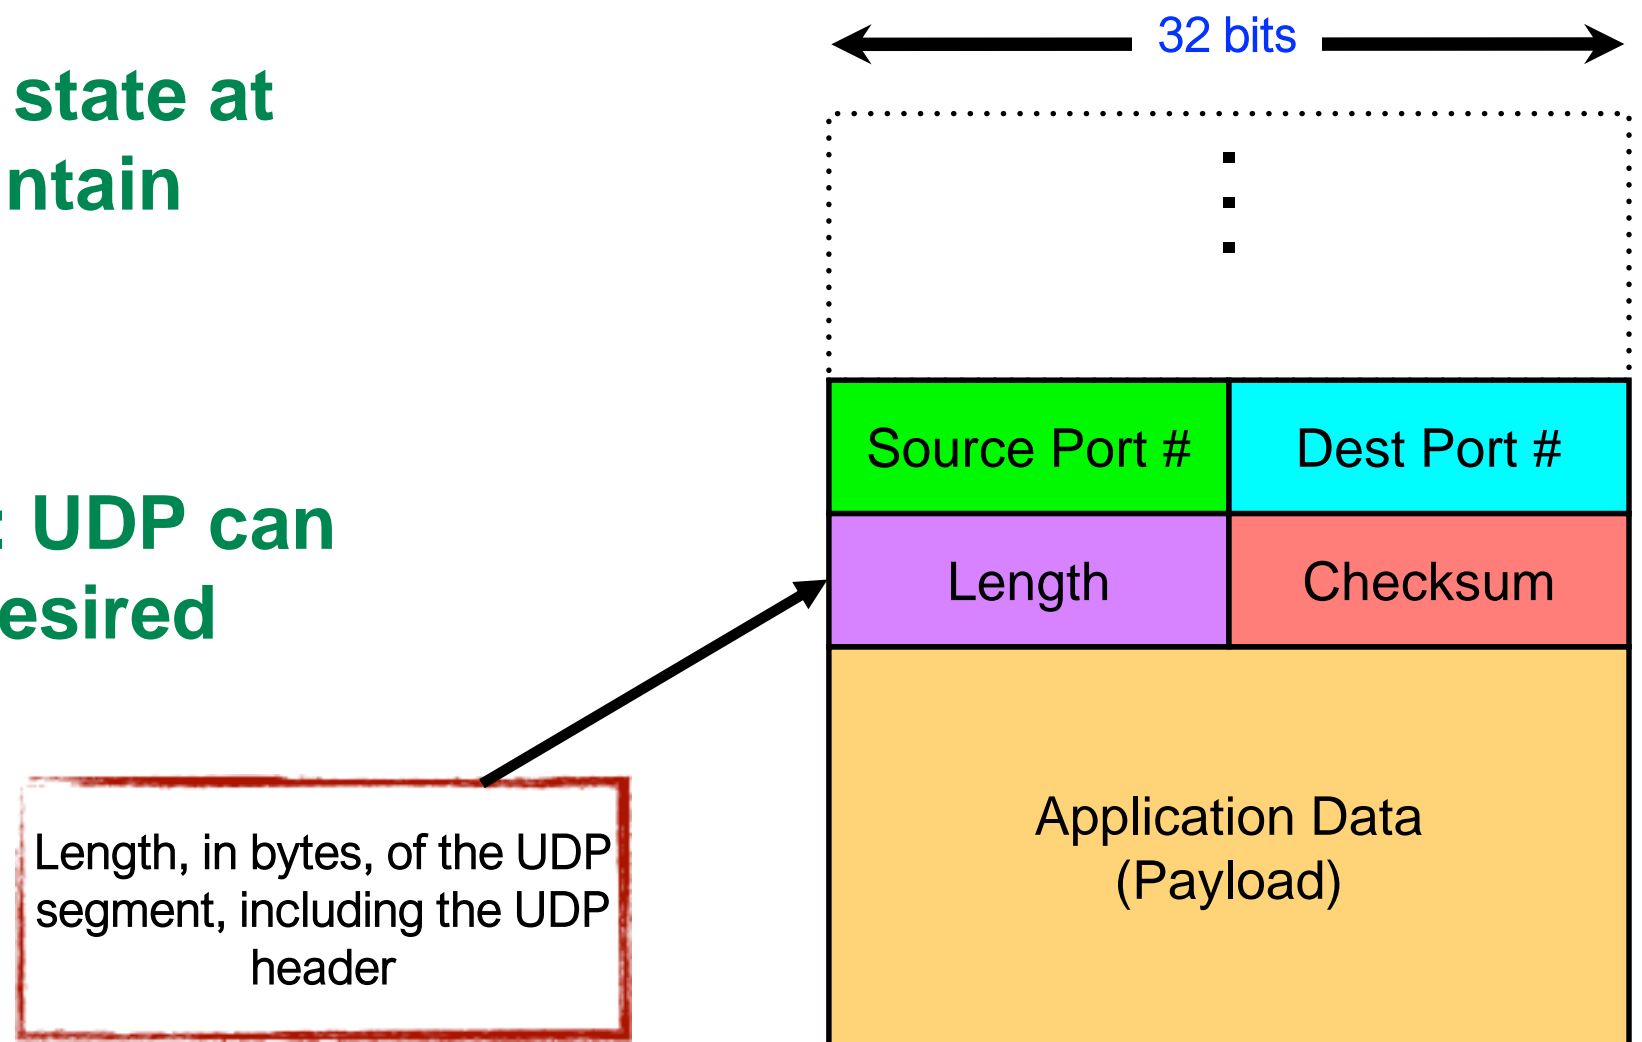 state at
ntain
: UDP can
esired
32 bits
Source Port # Dest Port #
Length Checksum
Application Data
(Payload)
Length, in bytes, of the UDP
segment, including the UDP
header